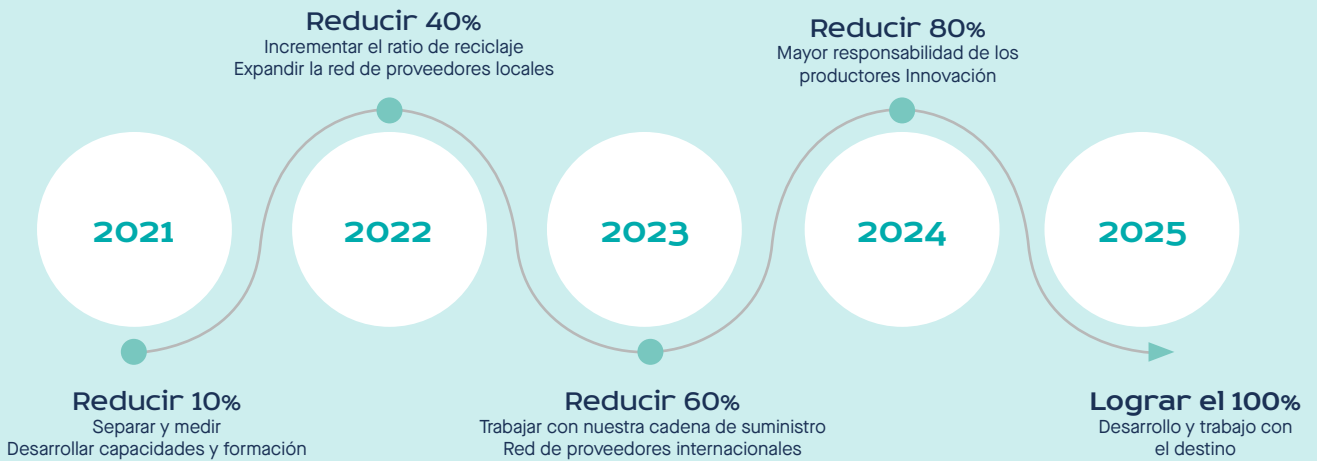 Reducir 40%
Incrementar el ratio de reciclaje
Expandir la red de proveedores locales
Reducir 80%
Mayor responsabilidad de los
productores Innovación
2021
2022
2023
2024
2025
Reducir 10%
Separar y medir
Desarrollar capacidades y formación
Reducir 60%
Trabajar con nuestra cadena de suministro
Red de proveedores internacionales
Lograr el 100%
Desarrollo y trabajo con
el destino